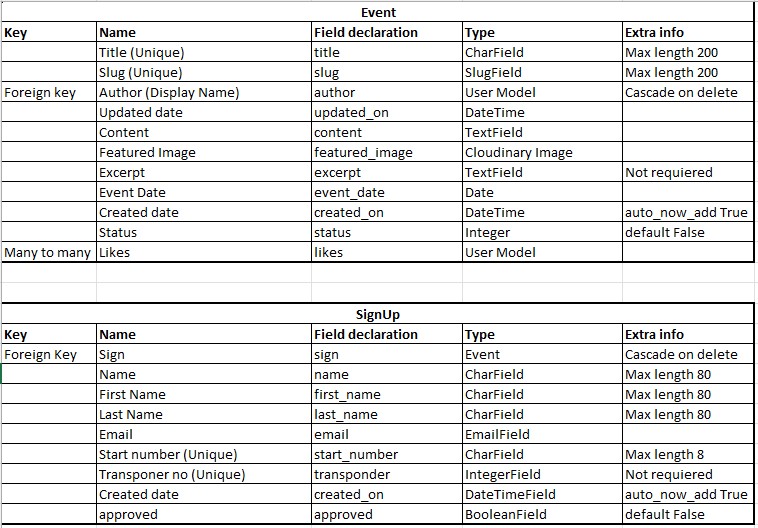 Event
Key Name Field declaration Type Extra info
Title (Unique) title CharField Max length 200
Slug (Unique) slug SlugField Max length 200
Foreign key Author (Display Name) author User Model Cascade on delete
Updated date updated_on DateTime
Content content TextField
Featured Image featured_image Cloudinary Image
Excerpt excerpt TextField Not requiered
Event Date event_date Date
Created date created_on DateTime auto_now_add True
Status status Integer default False
Many to many Likes likes User Model
SignUp
Key Name Field declaration Type Extra info
Foreign Key Sign sign Event Cascade on delete
Name name CharField Max length 80
First Name first_name CharField Max length 80
Last Name last_name CharField Max length 80
Email email EmailField
Start number (Unique) start_number CharField Max length 8
Transponer no (Unique) transponder IntegerField Not requiered
Created date created_on DateTimeField auto_now_add True
approved approved BooleanField default False